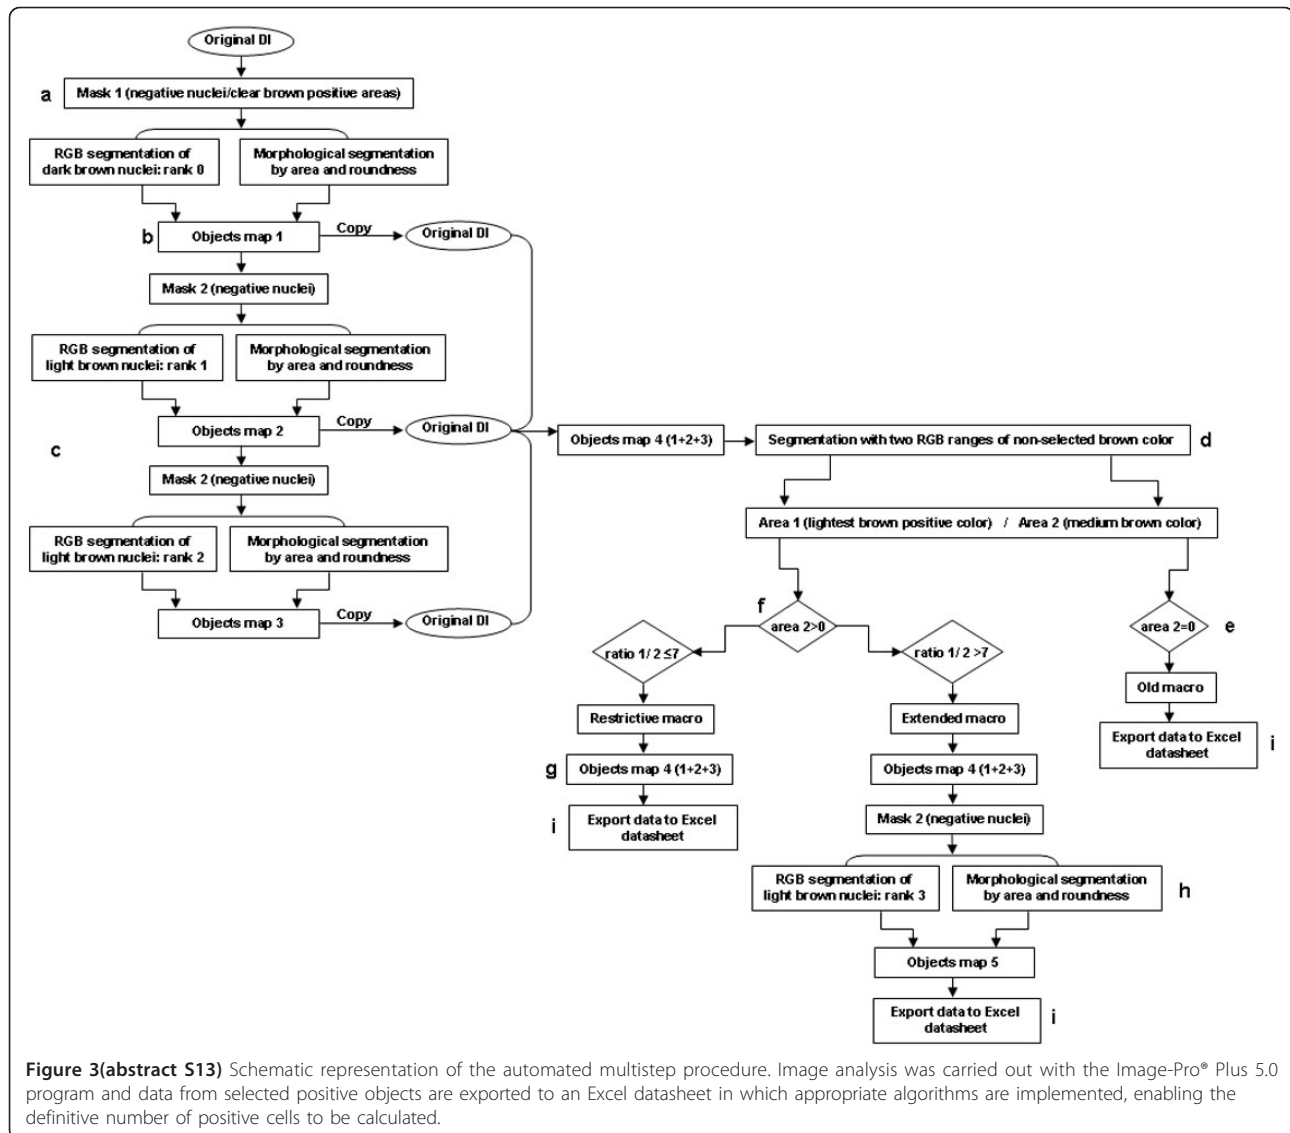 Original DI
a
Mask 1 (negative nuclei/clear brown positive areas)
RGB segmentation of
dark brown nuclei: rank 0
Morphological segmentation
by area and roundness
b
Objects map 1
Copy
Original DI
Mask 2 (negative nuclei)
RGB segmentation of
light brown nuclei: rank 1
Morphological segmentation
by area and roundness
Objects map 2
Copy
Original DI
c
Mask 2 (negative nuclei)
RGB segmentation of
light brown nuclei: rank 2
Morphological segmentation
by area and roundness
Objects map 3
Copy
Original DI
Objects map 4 (1+2+3)
Segmentation with two RGB ranges of non-selected brown color
d
Area 1 (lightest brown positive color) / Area 2 (medium brown color)
f
area 2>0
area 2=0
e
ratio 1/ 2 ≤7
ratio 1/ 2 >7
Old macro
Export data to Excel
datasheet
i
Restrictive macro
g
Objects map 4 (1+2+3)
i
Export data to Excel
datasheet
Extended macro
Objects map 4 (1+2+3)
Mask 2 (negative nuclei)
RGB segmentation of
light brown nuclei: rank 3
Morphological segmentation
by area and roundness
h
Objects map 5
Export data to Excel
datasheet
i
Figure 3(abstract S13) Schematic representation of the automated multistep procedure. Image analysis was carried out with the Image-Pro® Plus 5.0
program and data from selected positive objects are exported to an Excel datasheet in which appropriate algorithms are implemented, enabling the
definitive number of positive cells to be calculated.